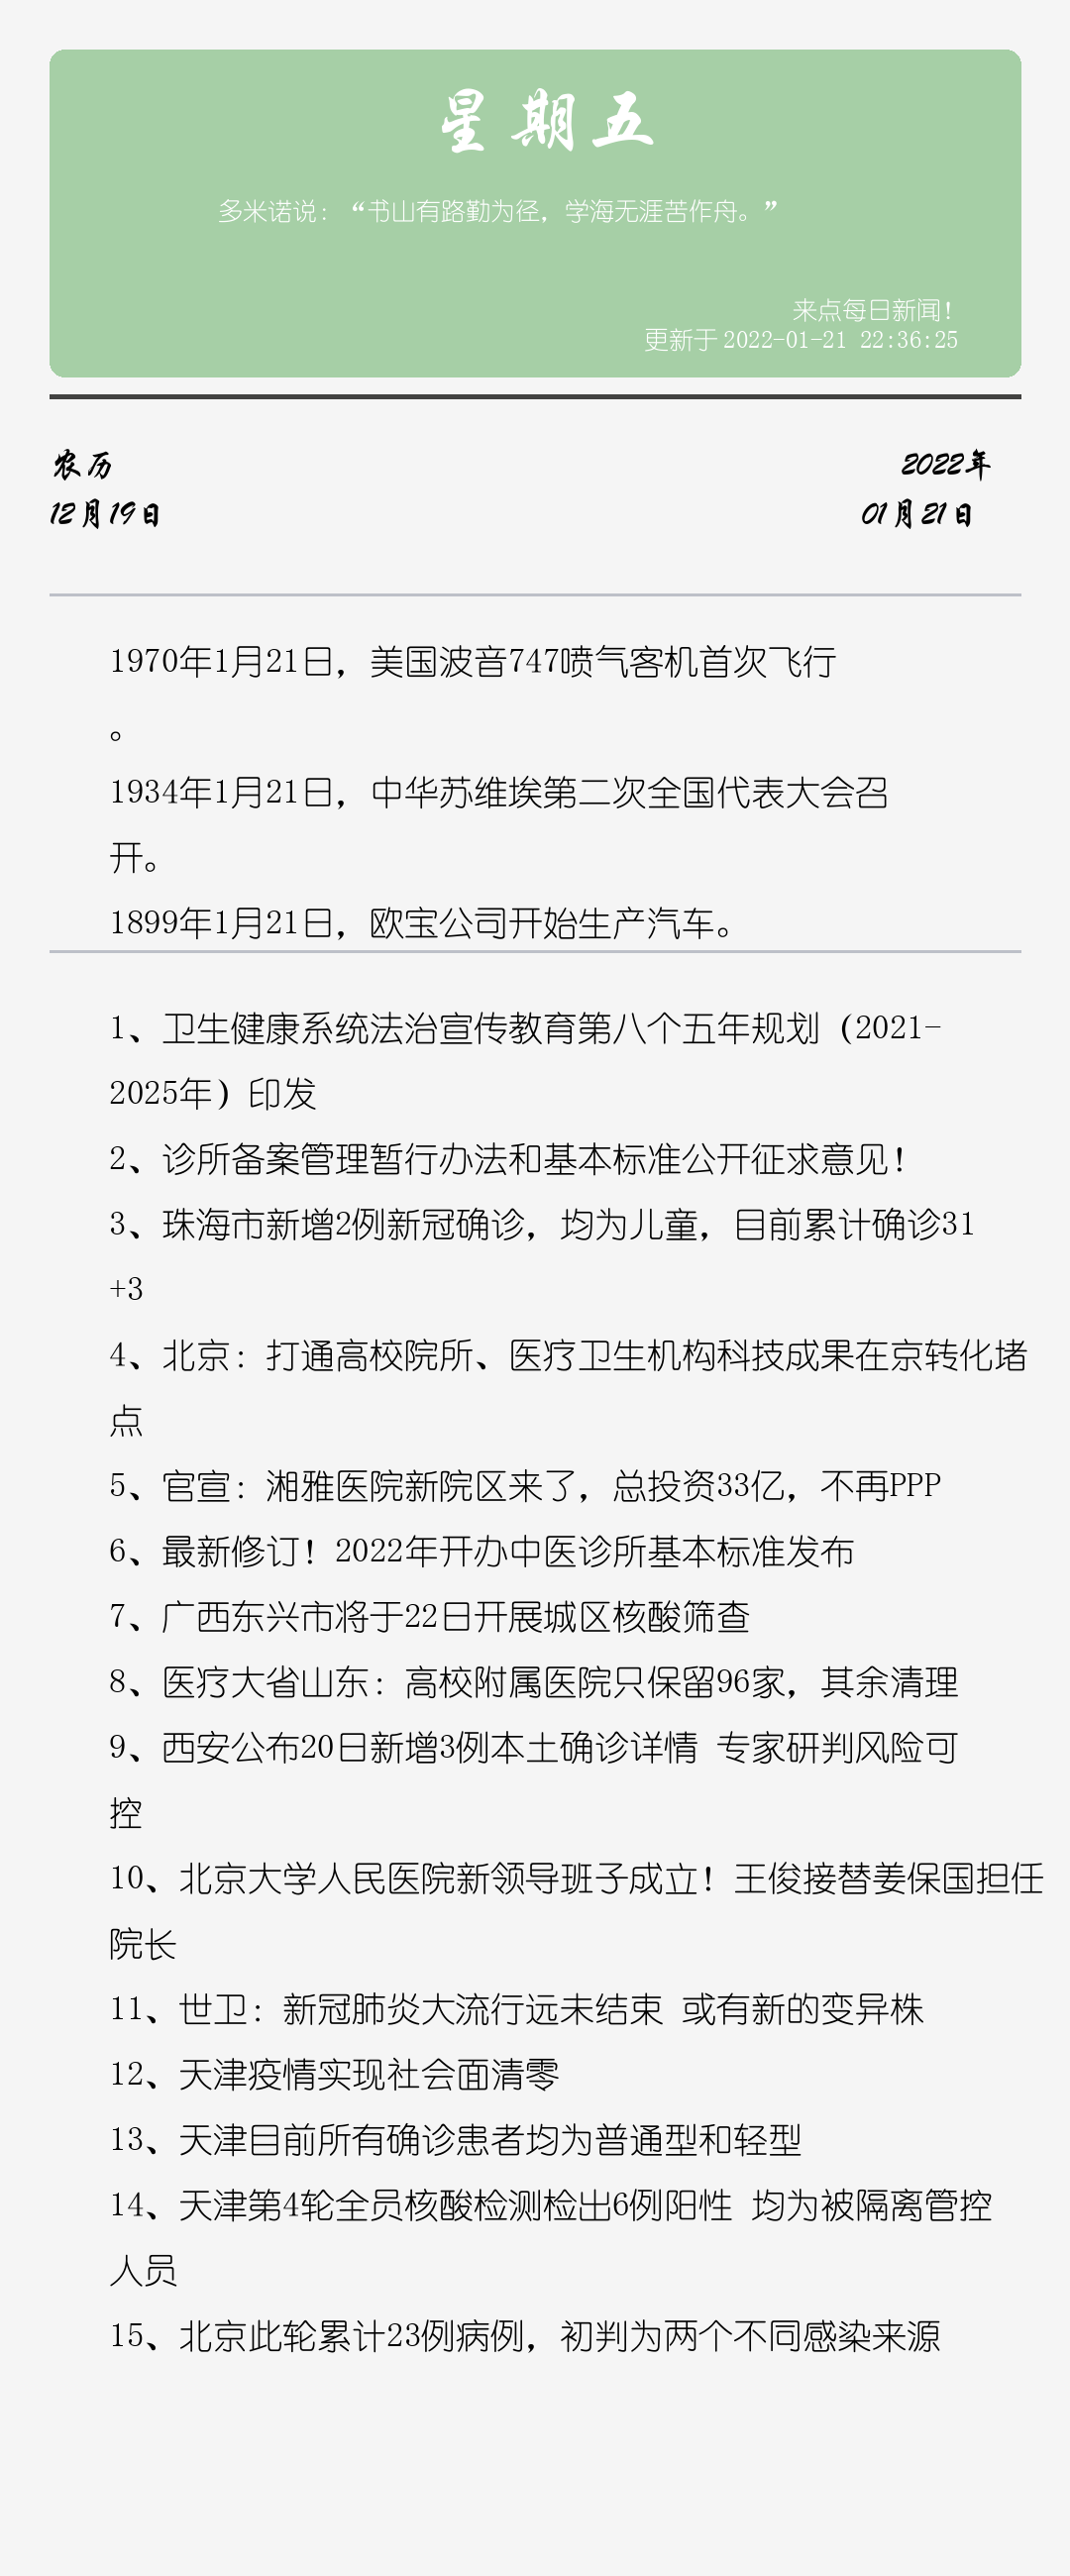 星期五
多米诺说：“书山有路勤为径，学海无涯苦作舟。”
来点每日新闻！
更新于 2022-01-21 22:36:25
农历
2022年
12月19日
01月21日
1970年1月21日，美国波音747喷气客机首次飞行
。
1934年1月21日，中华苏维埃第二次全国代表大会召
开。
1899年1月21日，欧宝公司开始生产汽车。
1、卫生健康系统法治宣传教育第八个五年规划（2021-
2025年）印发
2、诊所备案管理暂行办法和基本标准公开征求意见！
3、珠海市新增2例新冠确诊，均为儿童，目前累计确诊31
+3
4、北京：打通高校院所、医疗卫生机构科技成果在京转化堵
点
5、官宣：湘雅医院新院区来了，总投资33亿，不再PPP
6、最新修订！2022年开办中医诊所基本标准发布
7、广西东兴市将于22日开展城区核酸筛查
8、医疗大省山东：高校附属医院只保留96家，其余清理
9、西安公布20日新增3例本土确诊详情 专家研判风险可
控
10、北京大学人民医院新领导班子成立！王俊接替姜保国担任
院长
11、世卫：新冠肺炎大流行远未结束 或有新的变异株
12、天津疫情实现社会面清零
13、天津目前所有确诊患者均为普通型和轻型
14、天津第4轮全员核酸检测检出6例阳性 均为被隔离管控
人员
15、北京此轮累计23例病例，初判为两个不同感染来源